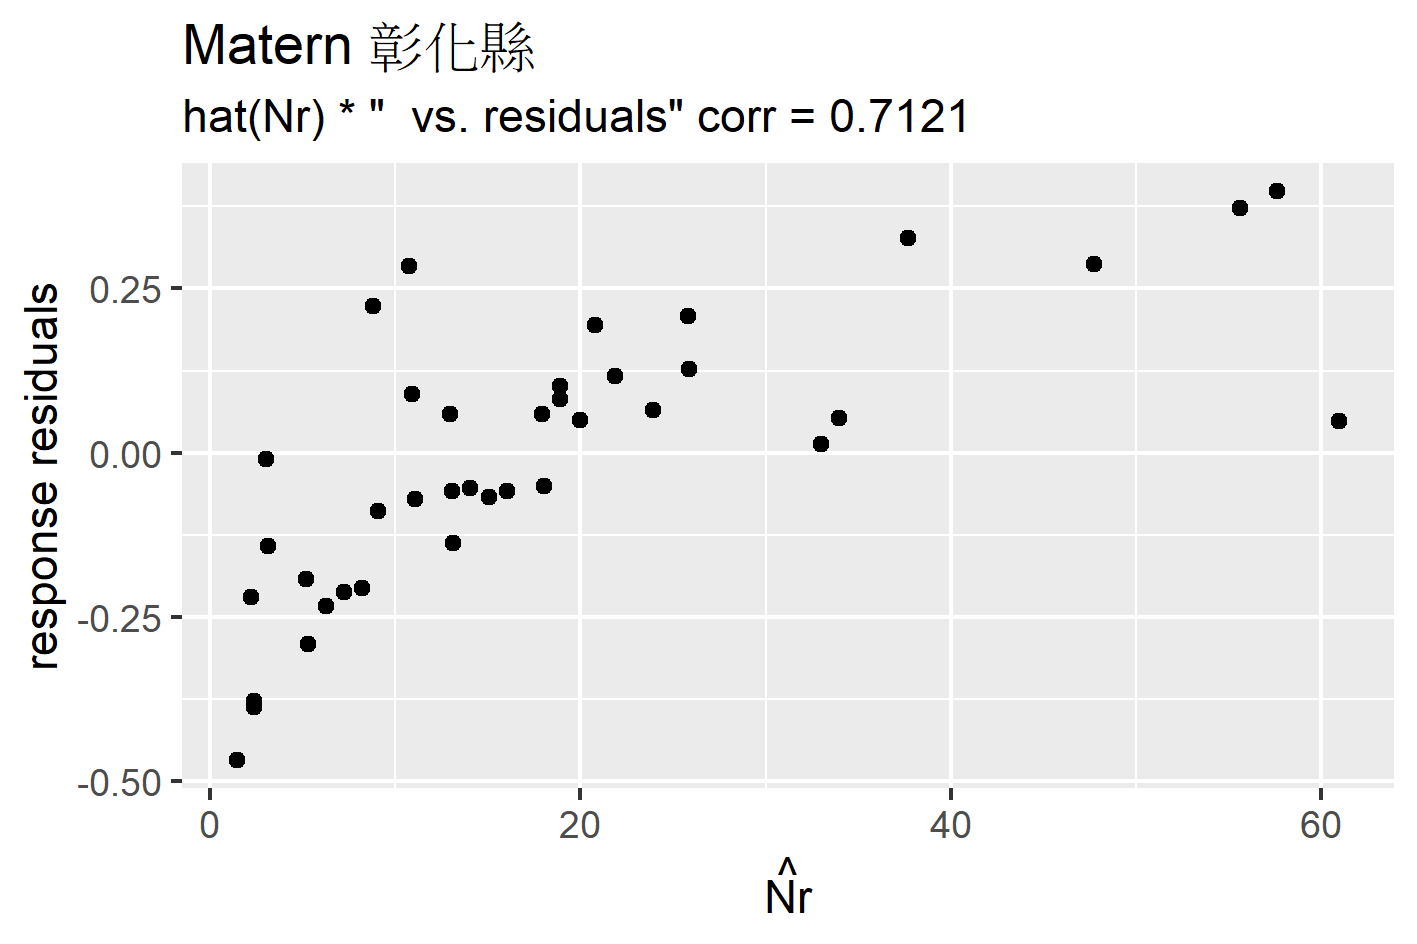 Matern 彰化縣
hat(Nr) * "  vs. residuals" corr = 0.7121
response residuals
0.25
0.00
-0.25
-0.50
0
20
40
60
N̂r